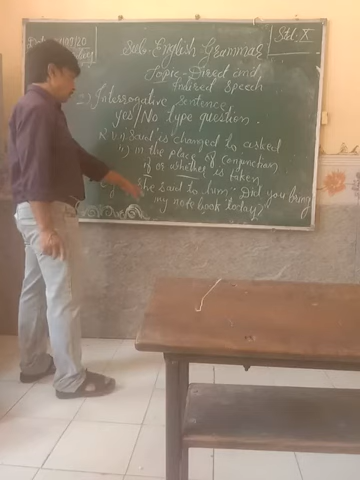 Std. X
Sub- English Grammar
Topic - Direct and
Indirect Speech
2) Interrogative Sentence
yes/No type question.
i) Said is changed to asked
ii) in the place of Conjunction
if or whether is taken
She said to him "Did you bring
my note book today?"